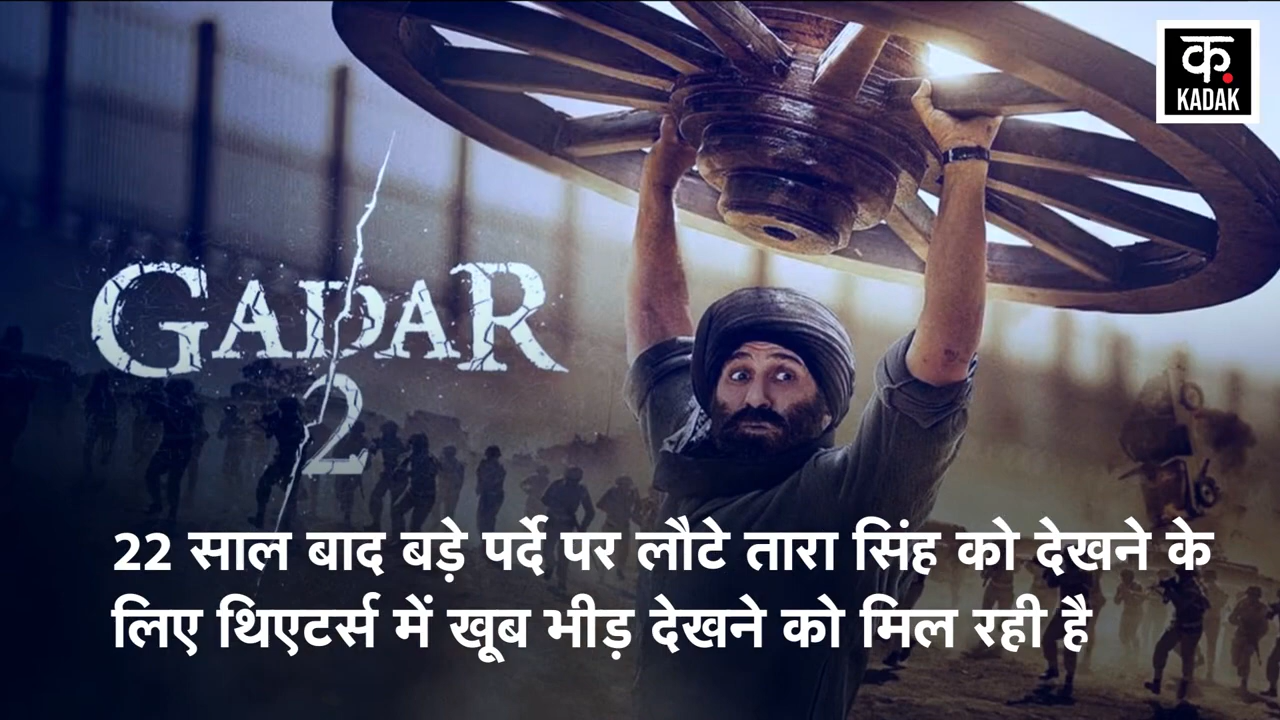 क
KADAK
GADAR
2
22 साल बाद बड़े पर्दे पर लौटे तारा सिंह को देखने के
लिए थिएटर्स में खूब भीड़ देखने को मिल रही है